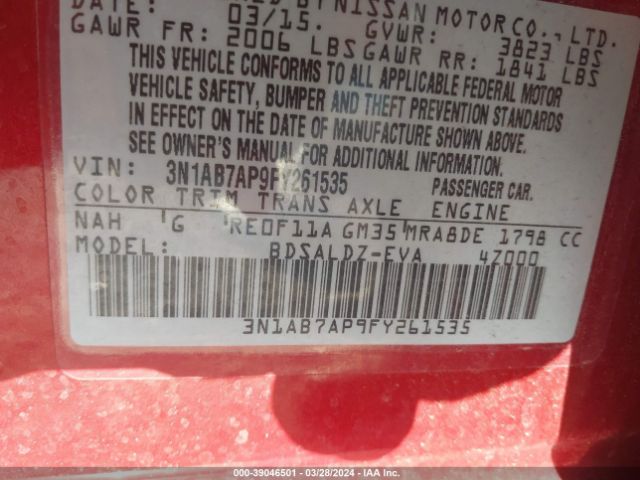 BY NISSAN MOTOR CO., LTD.
DATE: 03/15. GVWR: 3823 LBS
GAWR FR: 2006 LBS GAWR RR: 1841 LBS
THIS VEHICLE CONFORMS TO ALL APPLICABLE FEDERAL MOTOR
VEHICLE SAFETY, BUMPER AND THEFT PREVENTION STANDARDS
IN EFFECT ON THE DATE OF MANUFACTURE SHOWN ABOVE.
SEE OWNER'S MANUAL FOR ADDITIONAL INFORMATION.
VIN: 3N1AB7AP9FY261535 PASSENGER CAR.
COLOR TRIM TRANS AXLE ENGINE
NAH G RE0F11A GM35 MRA8DE 1798 CC
MODEL: BDSALDZ-EVA 4Z000
3N1AB7AP9FY261535
000-39046501 | 03/28/2024 | IAA Inc.